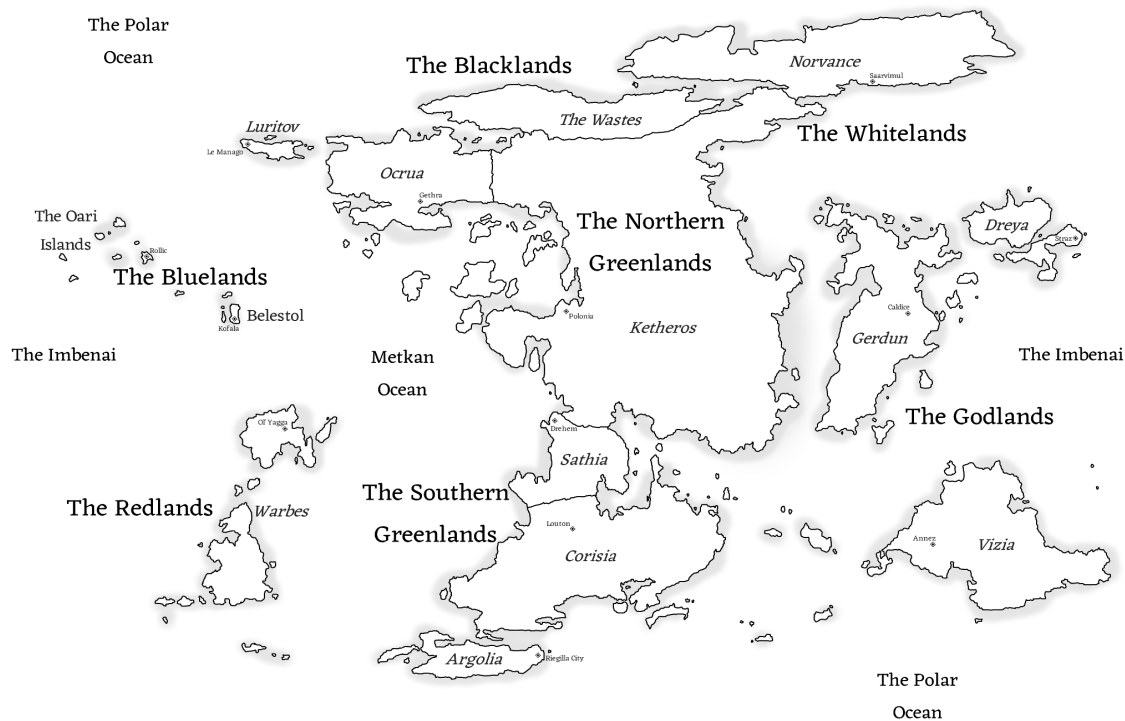 The Polar
Ocean
The Blacklands
Norvance
Saarvimul
The Wastes
Luritov
Le Manago
The Whitelands
Ocrua
Gethra
The Oari
Islands
Rollic
The Northern
Greenlands
Dreya
Straz
The Bluelands
Belestol
Kofala
Polonia
Ketheros
Caldice
Gerdun
The Imbenai
Metkan
Ocean
The Imbenai
The Godlands
Of Yagga
Drehem
Sathia
The Redlands
Warbes
The Southern
Greenlands
Louton
Corisia
Annez
Vizia
Argolia
Riegilla City
The Polar
Ocean